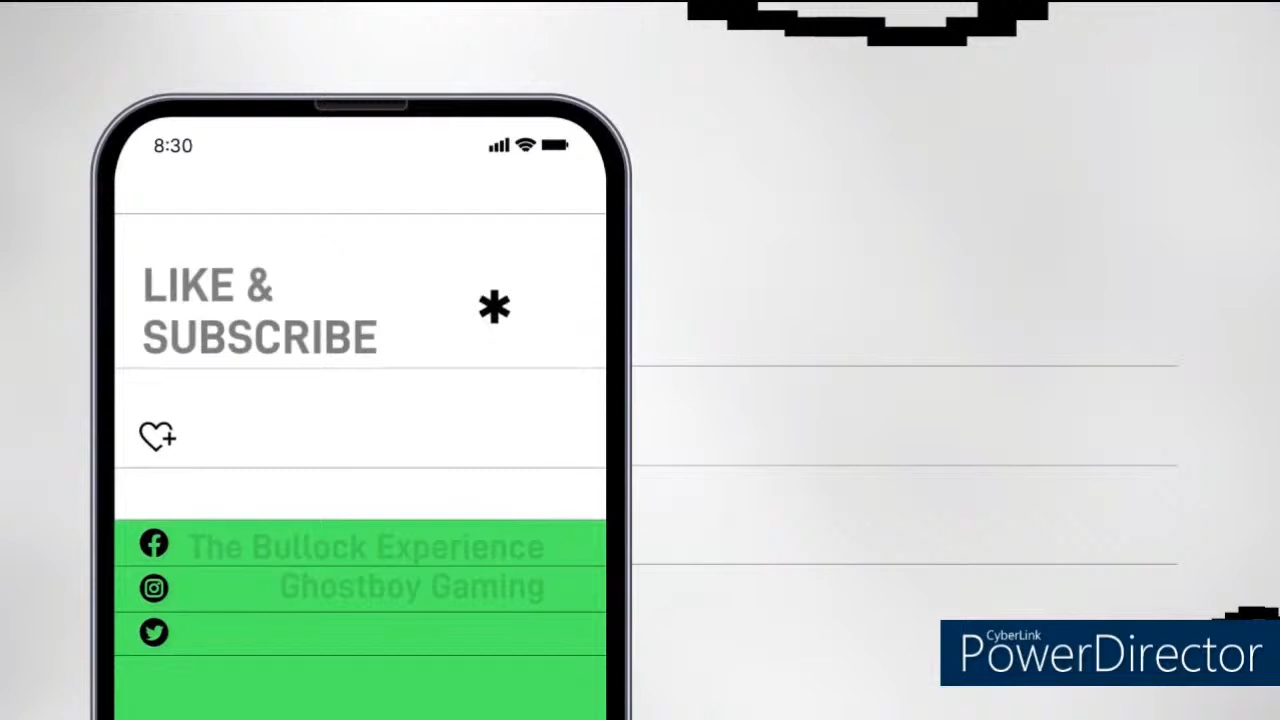 8:30
LIKE &
SUBSCRIBE
The Bullock Experience
Ghostboy Gaming
CyberLink
PowerDirector